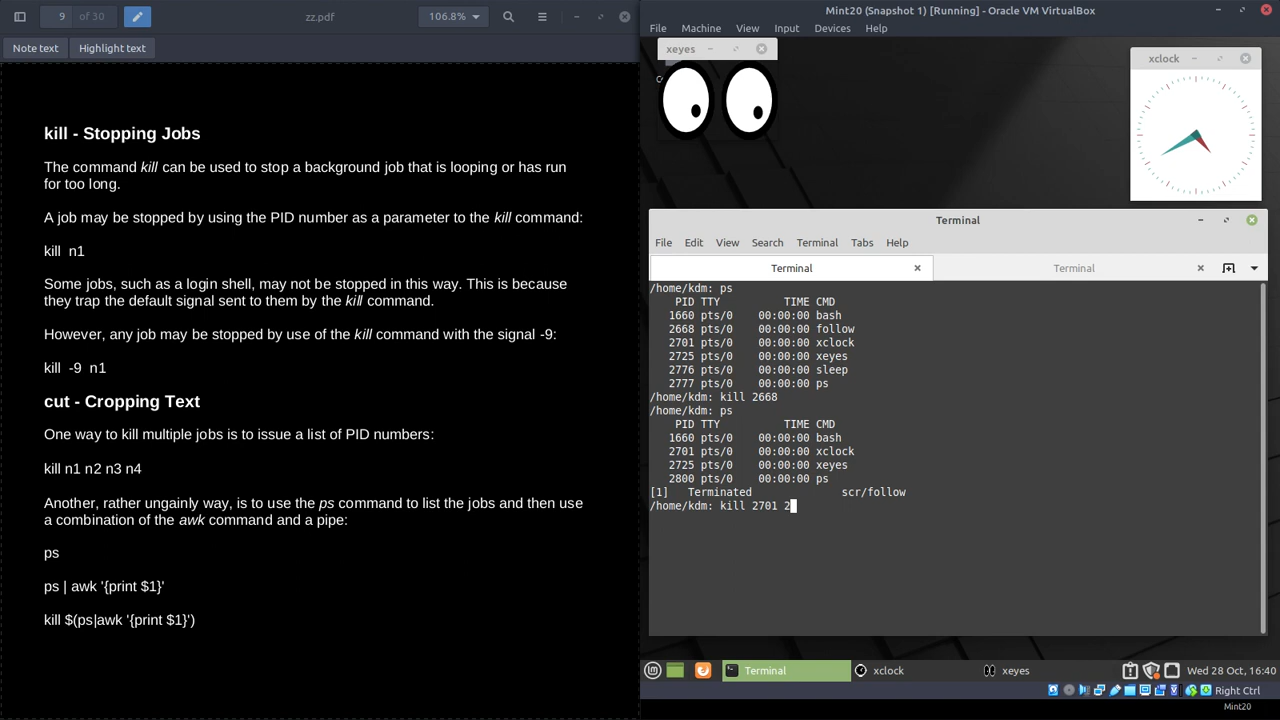 9 of 30
zz.pdf
106.8%
Note text Highlight text
kill - Stopping Jobs
The command kill can be used to stop a background job that is looping or has run
for too long.
A job may be stopped by using the PID number as a parameter to the kill command:
kill n1
Some jobs, such as a login shell, may not be stopped in this way. This is because
they trap the default signal sent to them by the kill command.
However, any job may be stopped by use of the kill command with the signal -9:
kill -9 n1
cut - Cropping Text
One way to kill multiple jobs is to issue a list of PID numbers:
kill n1 n2 n3 n4
Another, rather ungainly way, is to use the ps command to list the jobs and then use
a combination of the awk command and a pipe:
ps
ps | awk '{print $1}'
kill $(ps|awk '{print $1}')
Mint20 (Snapshot 1) [Running] - Oracle VM VirtualBox
File Machine View Input Devices Help
xeyes
xclock
Terminal
File Edit View Search Terminal Tabs Help
Terminal Terminal
/home/kdm: ps
PID TTY TIME CMD
1660 pts/0 00:00:00 bash
2668 pts/0 00:00:00 follow
2701 pts/0 00:00:00 xclock
2725 pts/0 00:00:00 xeyes
2776 pts/0 00:00:00 sleep
2777 pts/0 00:00:00 ps
/home/kdm: kill 2668
/home/kdm: ps
PID TTY TIME CMD
1660 pts/0 00:00:00 bash
2701 pts/0 00:00:00 xclock
2725 pts/0 00:00:00 xeyes
2800 pts/0 00:00:00 ps
[1] Terminated scr/follow
/home/kdm: kill 2701 2
Terminal xclock xeyes Wed 28 Oct, 16:40
Right Ctrl
Mint20